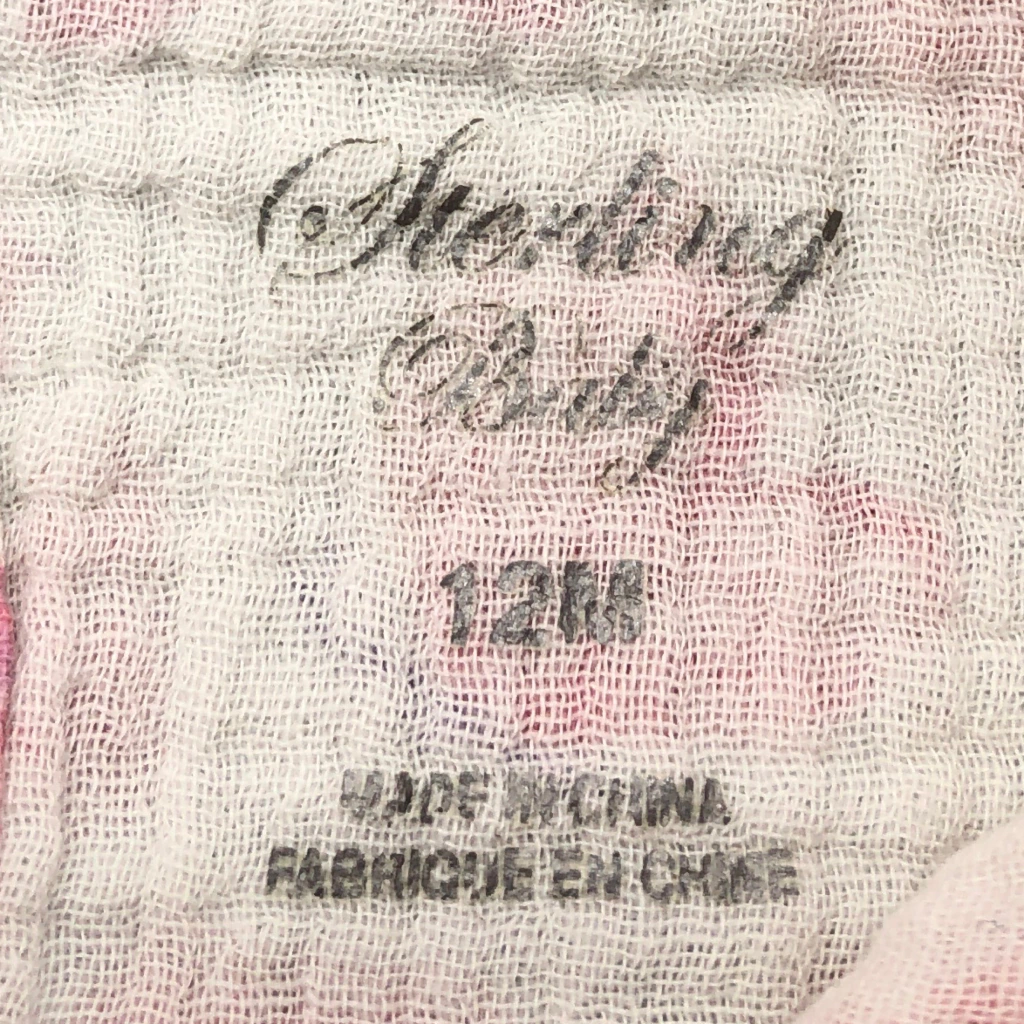 Sterling
Baby
12M
MADE IN CHINA
FABRIQUE EN CHINE